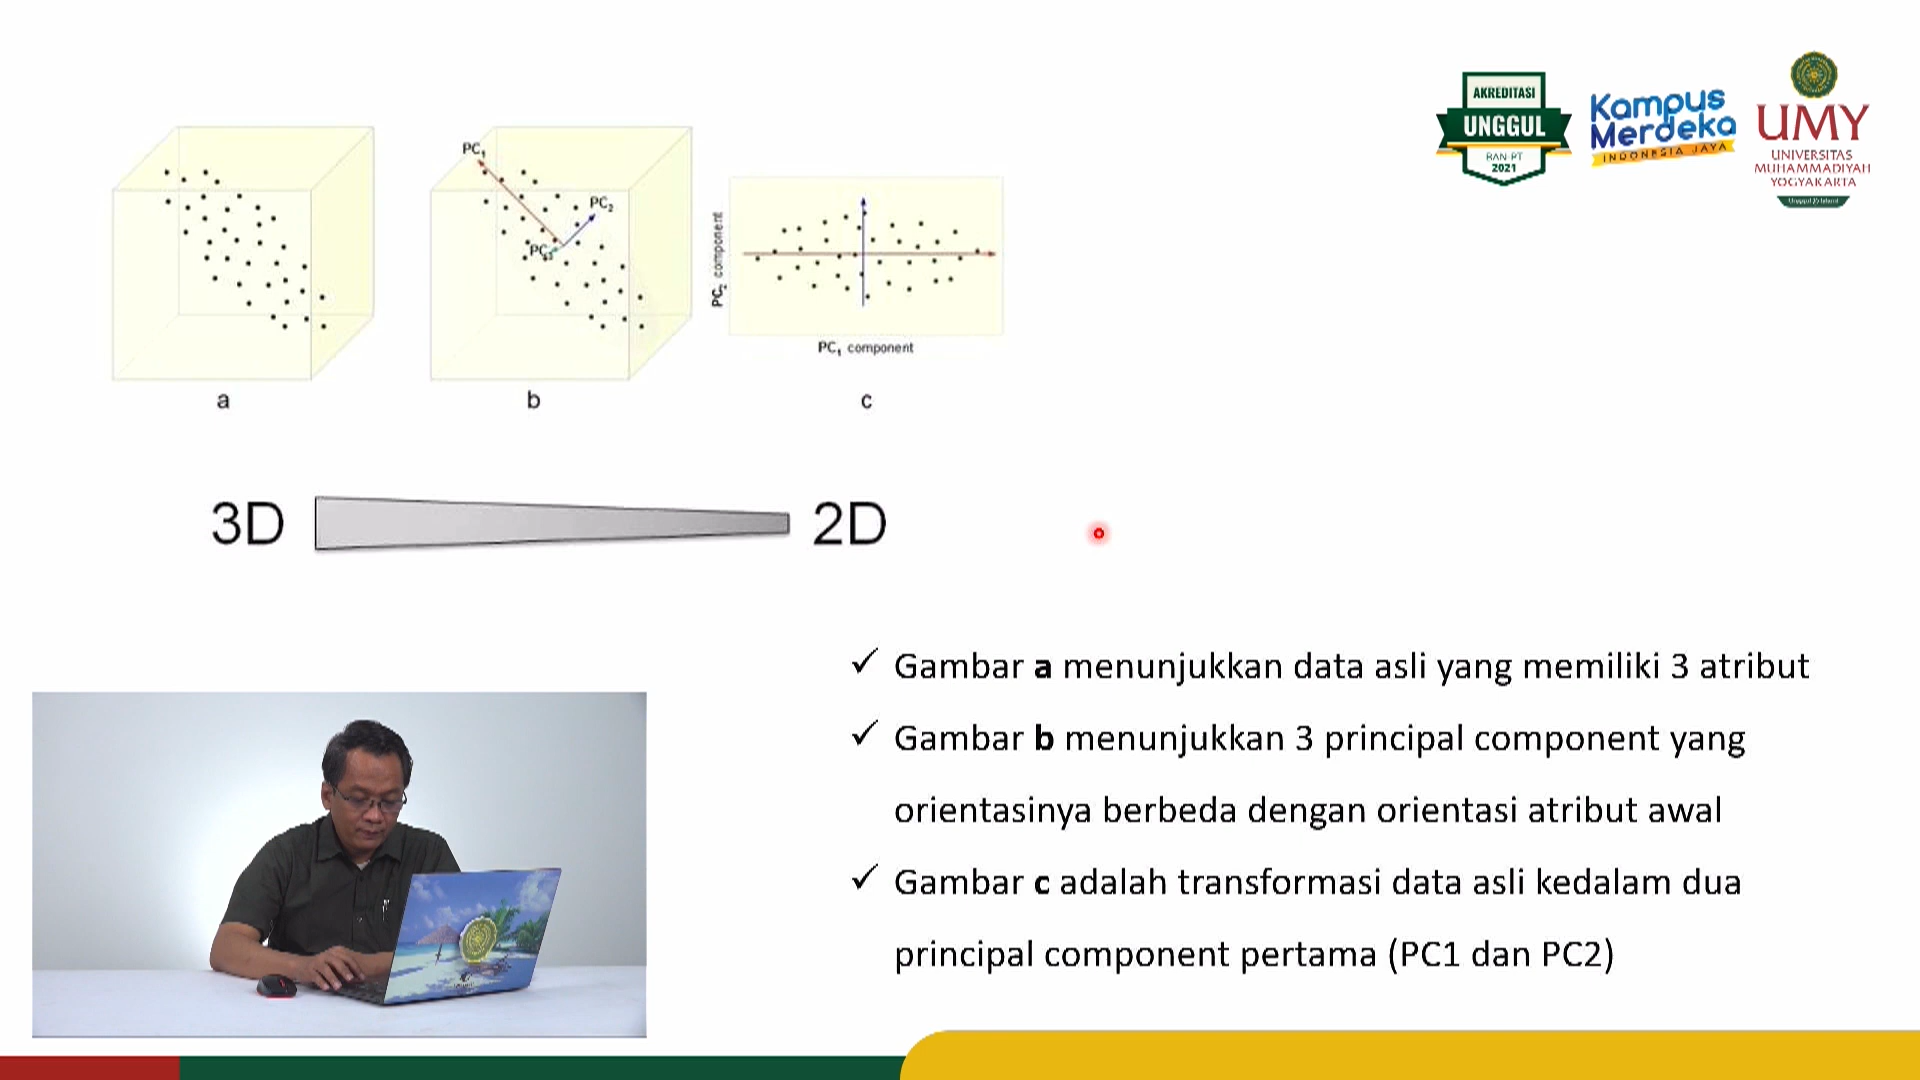 AKREDITASI
UNGGUL
BAN-PT
2021
Kampus
Merdeka
INDONESIA JAYA
UMY
UNIVERSITAS
MUHAMMADIYAH
YOGYAKARTA
Unggul & Islami
PC1
PC2
PC3
PC2 component
PC1 component
a
b
c
3D
2D
✓ Gambar a menunjukkan data asli yang memiliki 3 atribut
✓ Gambar b menunjukkan 3 principal component yang
orientasinya berbeda dengan orientasi atribut awal
✓ Gambar c adalah transformasi data asli kedalam dua
principal component pertama (PC1 dan PC2)